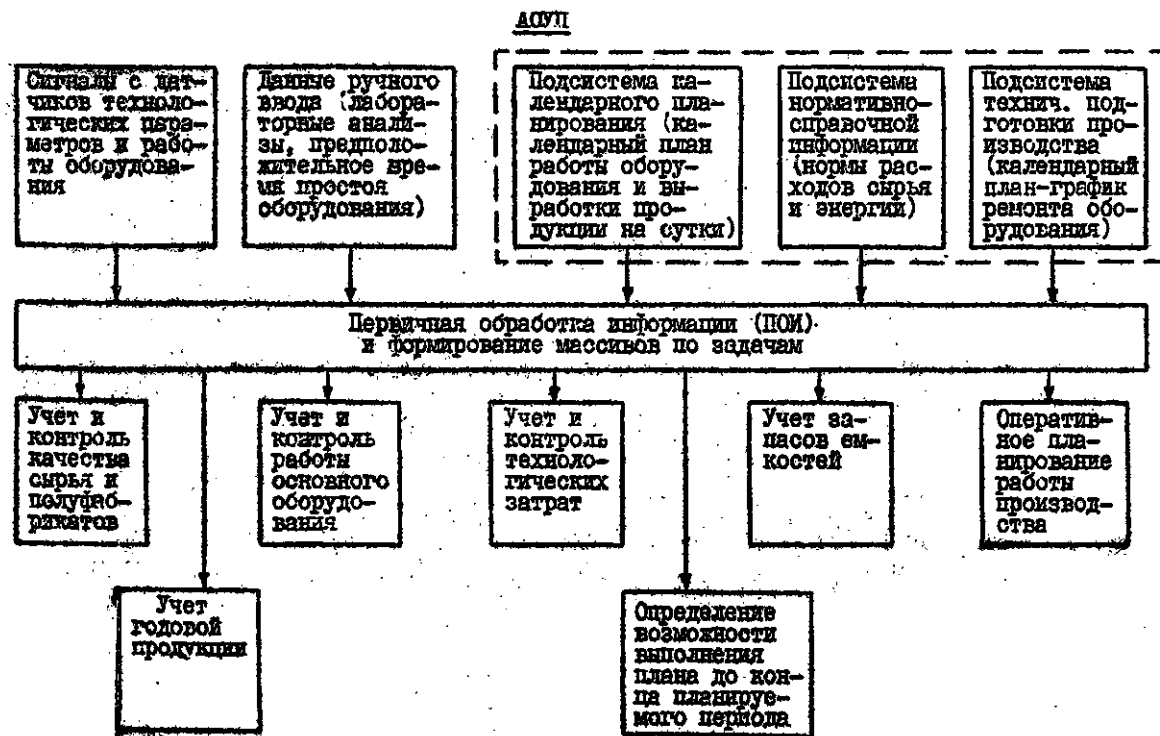 АСУП
Сигналы с дат-
чиков техноло-
гических пара-
метров и рабо-
ты оборудова-
ния
Данные ручного
ввода (лабора-
торные анали-
зы, предполо-
жительное вре-
мя простоя
оборудования)
Подсистема ка-
лендарного пла-
нирования (ка-
лендарный план
работы обору-
дования и вы-
работки про-
дукции на сутки)
Подсистема
нормативно-
справочной
информации
(нормы рас-
ходов сырья
и энергии)
Подсистема
технич. под-
готовки про-
изводства
(календарный
план-график
ремонта обо-
рудования)
Первичная обработка информации (ПОИ)
и формирование массивов по задачам
Учет и
контроль
качества
сырья и
полуфаб-
рикатов
Учет и
контроль
работы
основного
оборудо-
вания
Учет и
контроль
техноло-
гических
затрат
Учет за-
пасов ем-
костей
Оператив-
ное пла-
нирование
работы
производ-
ства
Учет
годовой
продукции
Определение
возможности
выполнения
плана до кон-
ца планируе-
мого периода